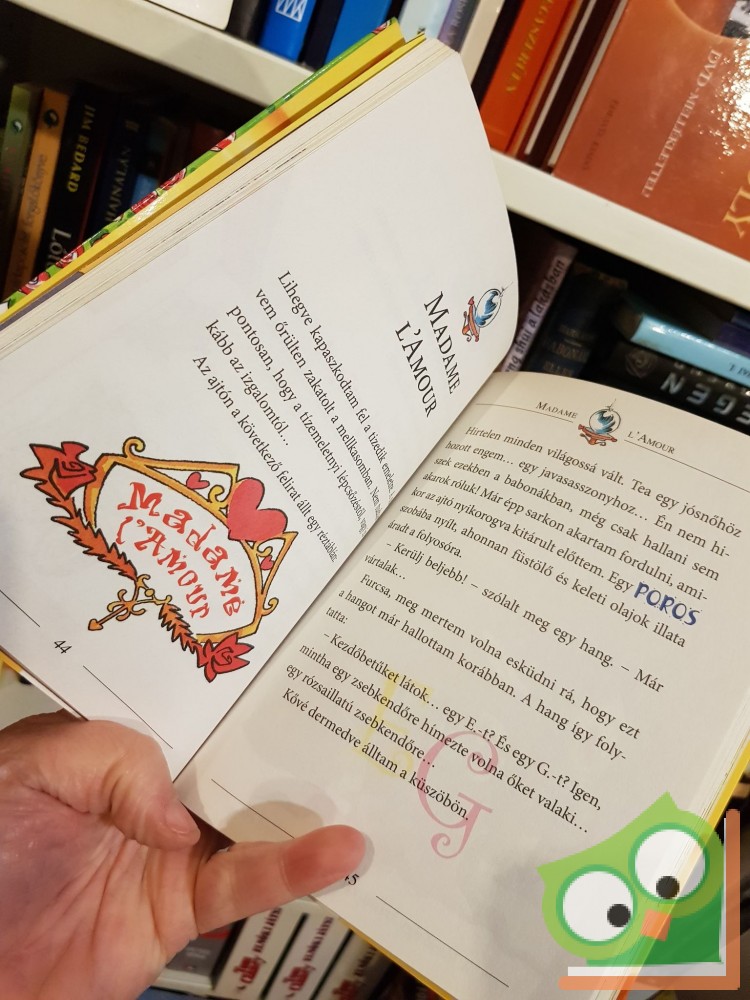 MADAME
L'AMOUR
Lihegve kapaszkodtam fel a tizedik emeletre,
vem őrülten zakatolt a mellkasomban. Nem
pontosan, hogy a tízemeletnyi lépcsőzéstől, vagy
kább az izgalomtól...
Az ajtón a következő felirat állt egy réztáblán:
Madame
l'Amour
44
MADAME L'AMOUR
Hirtelen minden világossá vált. Tea egy jósnőhöz
hozott engem... egy javasasszonyhoz... Én nem hi-
szek ezekben a babonákban, még csak hallani sem
akarok róluk! Már épp sarkon akartam fordulni, ami-
kor az ajtó nyikorogva kitárult előttem. Egy POROS
szobába nyílt, ahonnan füstölő és keleti olajok illata
áradt a folyosóra.
– Kerülj beljebb! – szólalt meg egy hang. – Már
vártalak...
Furcsa, meg mertem volna esküdni rá, hogy ezt
a hangot már hallottam korábban. A hang így foly-
tatta:
– Kezdőbetűket látok... egy E.-t? És egy G.-t? Igen,
mintha egy zsebkendőre hímezte volna őket valaki...
egy rózsaillatú zsebkendőre...
Kővé dermedve álltam a küszöbön.
E G
JIM BEDARD
DVD-MELLÉKLETTEL!